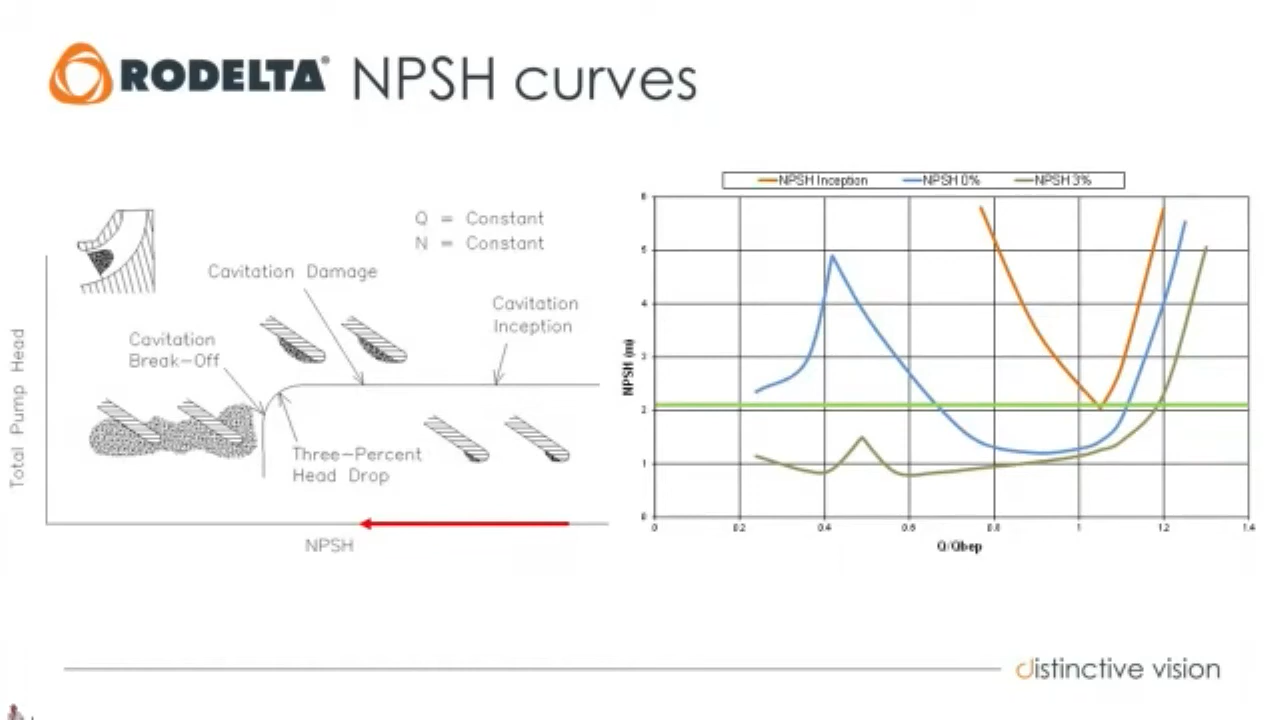 RODELTA® NPSH curves
Q = Constant
N = Constant
Cavitation Damage
Cavitation
Inception
Cavitation
Break-Off
Three-Percent
Head Drop
Total Pump Head
NPSH
NPSH Inception NPSH 0% NPSH 3%
6
5
4
3
2
1
0
NPSH (m)
0 0.2 0.4 0.6 0.8 1 1.2 1.4
Q/Qbep
distinctive vision